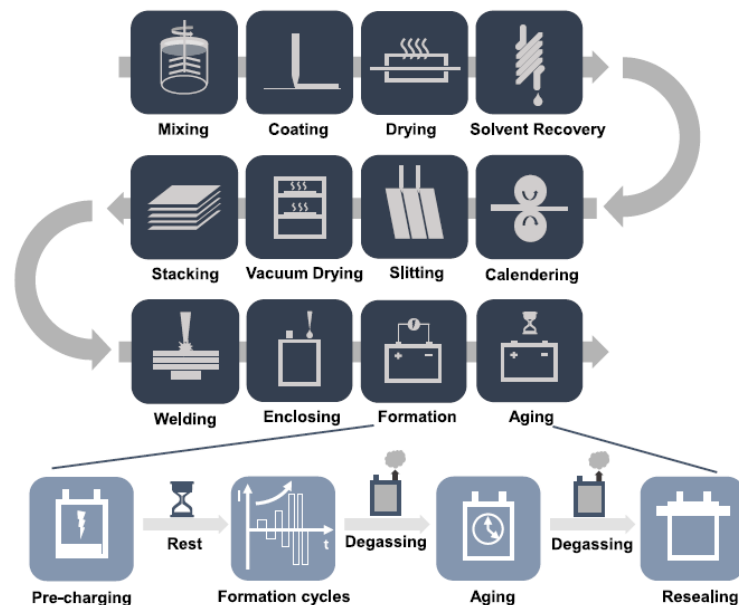 Mixing
Coating
Drying
Solvent Recovery
Stacking
Vacuum Drying
Slitting
Calendering
Welding
Enclosing
Formation
Aging
I
t
Rest
Degassing
Degassing
Pre-charging
Formation cycles
Aging
Resealing